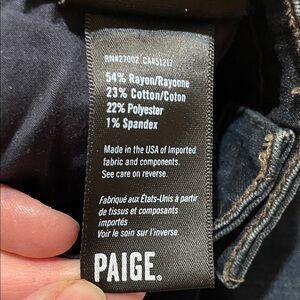 RN#27002 CA#51217
54% Rayon/Rayonne
23% Cotton/Coton
22% Polyester
1% Spandex
Made in the USA of Imported
fabric and components.
See care on reverse.
Fabriqué aux États-Unis à partir
de tissus et composants
importés
Voir le soin sur l'inverse.
PAIGE.